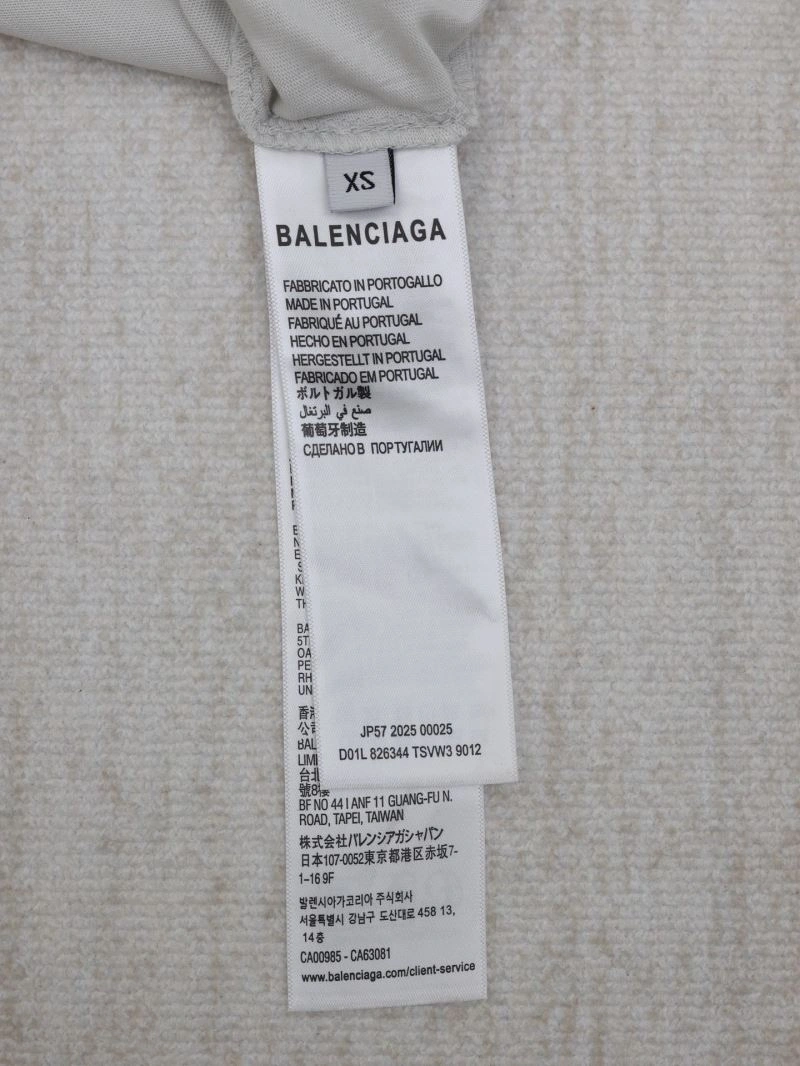 XS
BALENCIAGA
FABBRICATO IN PORTOGALLO
MADE IN PORTUGAL
FABRIQUÉ AU PORTUGAL
HECHO EN PORTUGAL
HERGESTELLT IN PORTUGAL
FABRICADO EM PORTUGAL
ポルトガル製
صنع في البرتغال
葡萄牙制造
СДЕЛАНО В ПОРТУГАЛИИ
JP57 2025 00025
D01L 826344 TSVW3 9012
BF NO 44 I ANF 11 GUANG-FU N.
ROAD, TAPEI, TAIWAN
株式会社バレンシアガジャパン
日本107-0052東京都港区赤坂7-
1-16 9F
발렌시아가코리아 주식회사
서울특별시 강남구 도산대로 458 13,
14층
CA00985 - CA63081
www.balenciaga.com/client-service